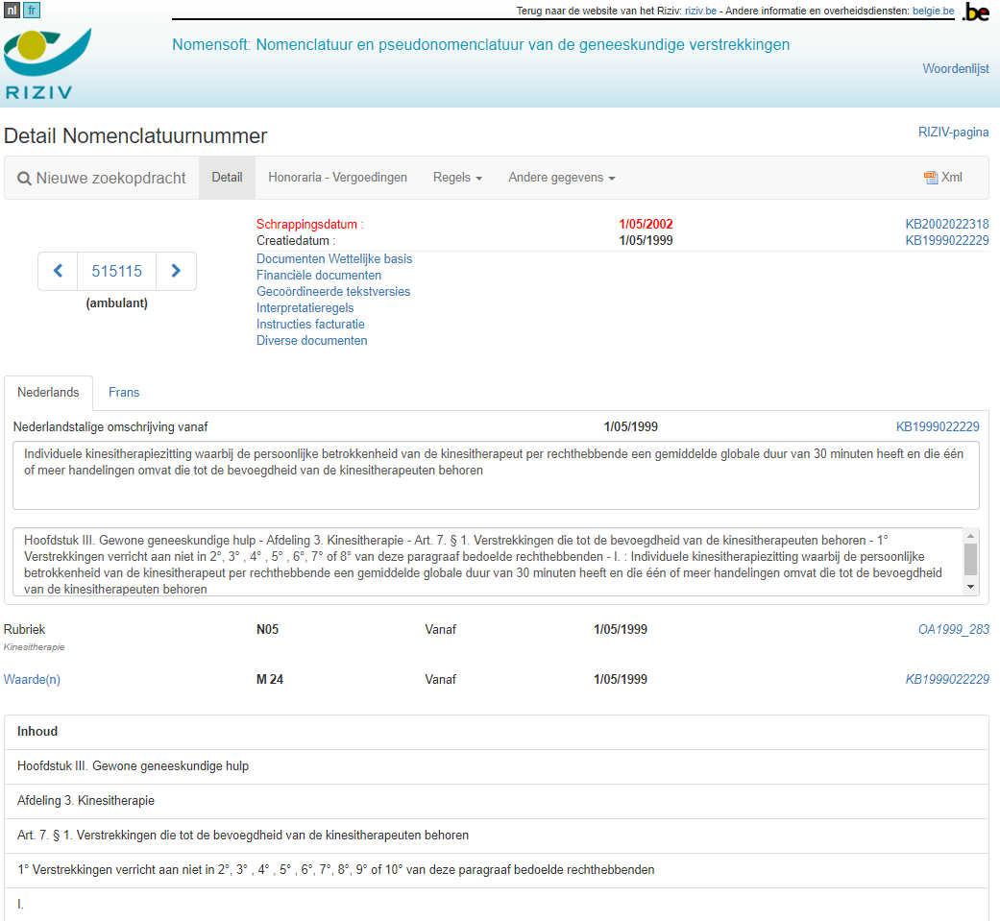 nl fr
Terug naar de website van het Riziv: riziv.be - Andere informatie en overheidsdiensten: belgie.be
.be
Nomensoft: Nomenclatuur en pseudonomenclatuur van de geneeskundige verstrekkingen
Woordenlijst
RIZIV
Detail Nomenclatuurnummer
RIZIV-pagina
Nieuwe zoekopdracht Detail Honoraria - Vergoedingen Regels Andere gegevens Xml
Schrappingsdatum : 1/05/2002 KB2002022318
Creatiedatum : 1/05/1999 KB1999022229
515115
(ambulant)
Documenten Wettelijke basis
Financiële documenten
Gecoördineerde tekstversies
Interpretatieregels
Instructies facturatie
Diverse documenten
Nederlands Frans
Nederlandstalige omschrijving vanaf 1/05/1999 KB1999022229
Individuele kinesitherapiezitting waarbij de persoonlijke betrokkenheid van de kinesitherapeut per rechthebbende een gemiddelde globale duur van 30 minuten heeft en die één
of meer handelingen omvat die tot de bevoegdheid van de kinesitherapeuten behoren
Hoofdstuk III. Gewone geneeskundige hulp - Afdeling 3. Kinesitherapie - Art. 7. § 1. Verstrekkingen die tot de bevoegdheid van de kinesitherapeuten behoren - 1°
Verstrekkingen verricht aan niet in 2°, 3° , 4° , 5° , 6°, 7° of 8° van deze paragraaf bedoelde rechthebbenden - I. : Individuele kinesitherapiezitting waarbij de persoonlijke
betrokkenheid van de kinesitherapeut per rechthebbende een gemiddelde globale duur van 30 minuten heeft en die één of meer handelingen omvat die tot de bevoegdheid
van de kinesitherapeuten behoren
Rubriek N05 Vanaf 1/05/1999 OA1999_283
Kinesitherapie
Waarde(n) M 24 Vanaf 1/05/1999 KB1999022229
Inhoud
Hoofdstuk III. Gewone geneeskundige hulp
Afdeling 3. Kinesitherapie
Art. 7. § 1. Verstrekkingen die tot de bevoegdheid van de kinesitherapeuten behoren
1° Verstrekkingen verricht aan niet in 2°, 3° , 4° , 5° , 6°, 7°, 8°, 9° of 10° van deze paragraaf bedoelde rechthebbenden
I.